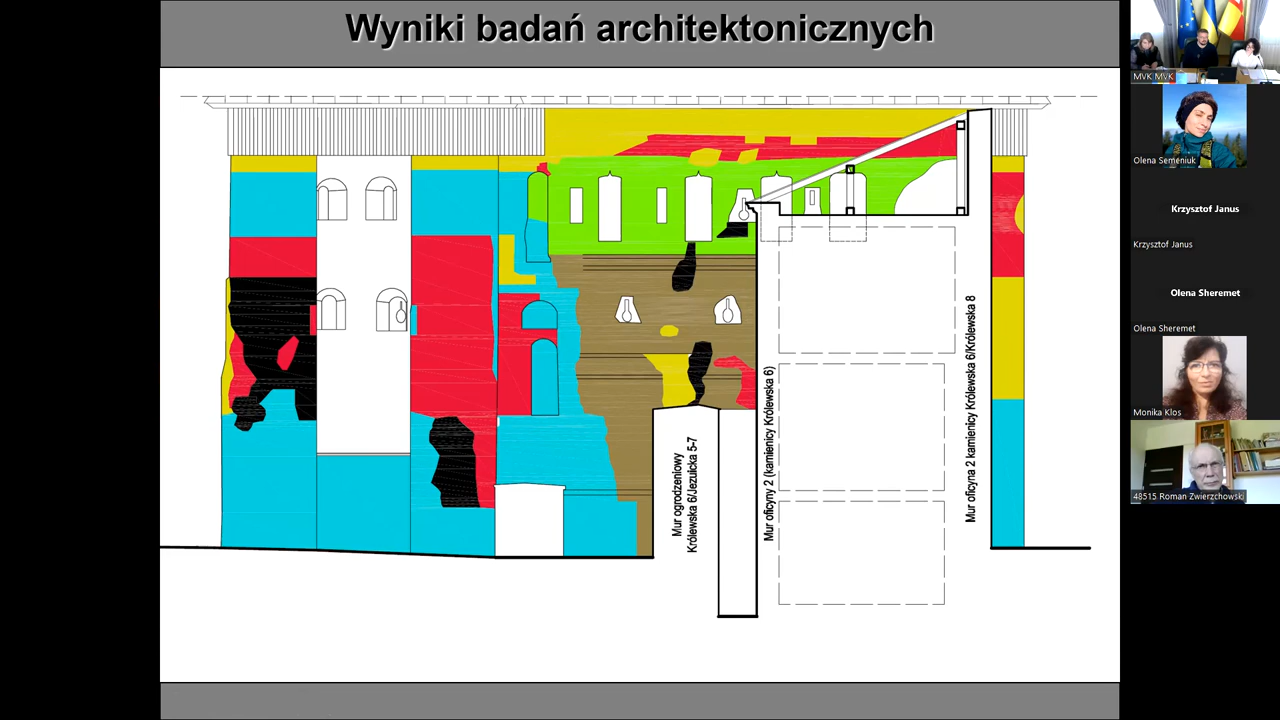 Wyniki badań architektonicznych
Mur ogrodzeniowy
Królewska 6/Jezuicka 5-7
Mur oficyny 2 (kamienicy Królewska 6)
Mur oficyna 2 kamienicy Królewska 6/Królewska 8
MVK MVK
Olena Semeniuk
Krzysztof Janus
Krzysztof Janus
Olena Sheremet
Olena Sheremet
Monika Klos
48515 Roman Zwierzchowski